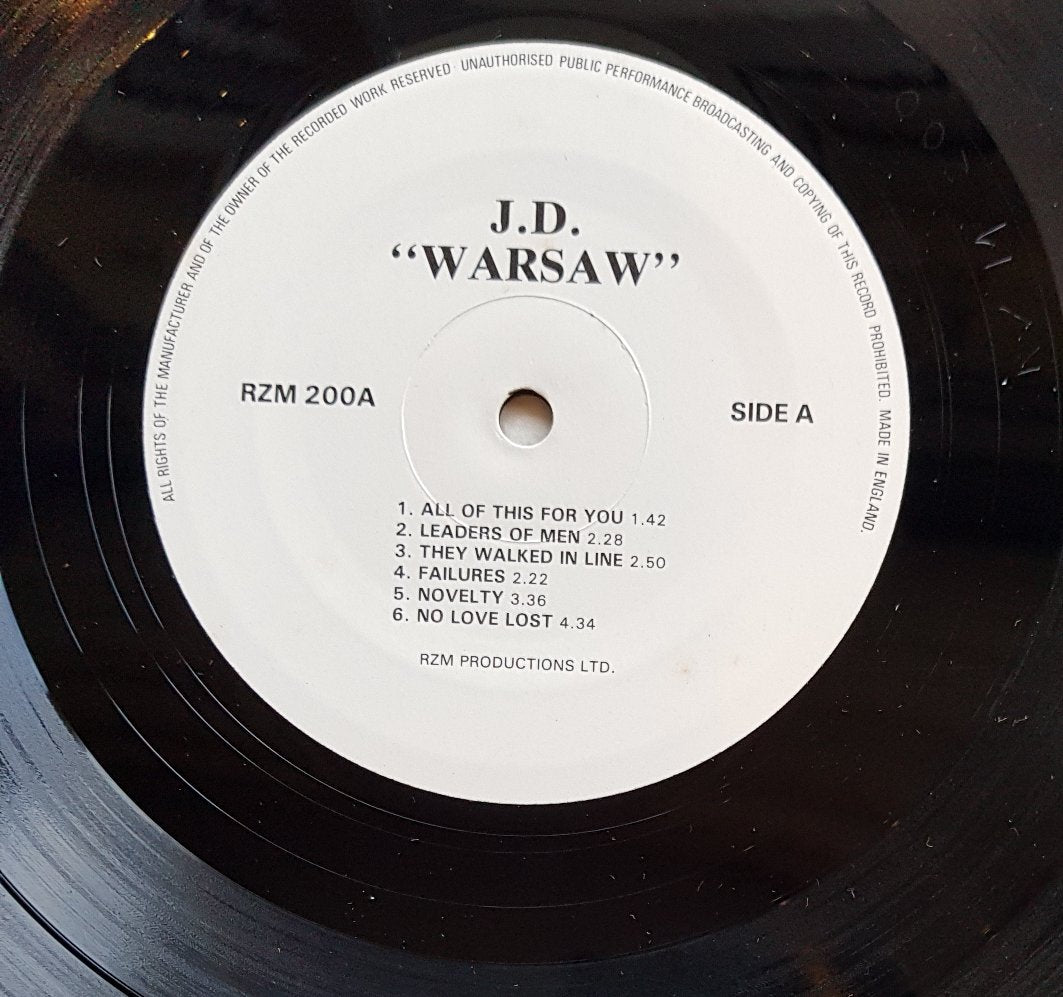 ALL RIGHTS OF THE MANUFACTURER AND OF THE OWNER OF THE RECORDED WORK RESERVED · UNAUTHORISED PUBLIC PERFORMANCE BROADCASTING AND COPYING OF THIS RECORD PROHIBITED. MADE IN ENGLAND.
J.D.
“WARSAW”
RZM 200A
SIDE A
1. ALL OF THIS FOR YOU 1.42
2. LEADERS OF MEN 2.28
3. THEY WALKED IN LINE 2.50
4. FAILURES 2.22
5. NOVELTY 3.36
6. NO LOVE LOST 4.34
RZM PRODUCTIONS LTD.